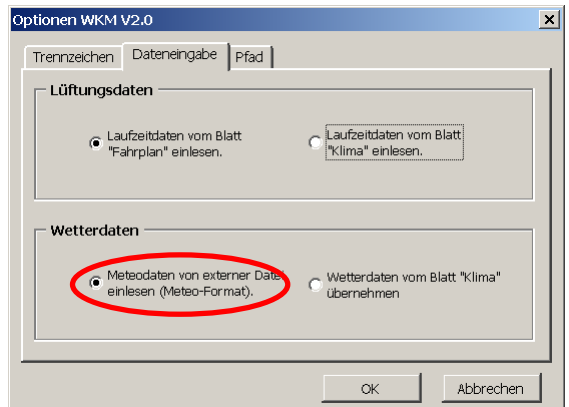 Optionen WKM V2.0
Trennzeichen Dateneingabe Pfad
Lüftungsdaten
Laufzeitdaten vom Blatt
"Fahrplan" einlesen.
Laufzeitdaten vom Blatt
"Klima" einlesen.
Wetterdaten
Meteodaten von externer Datei
einlesen (Meteo-Format).
Wetterdaten vom Blatt "Klima"
übernehmen
OK Abbrechen